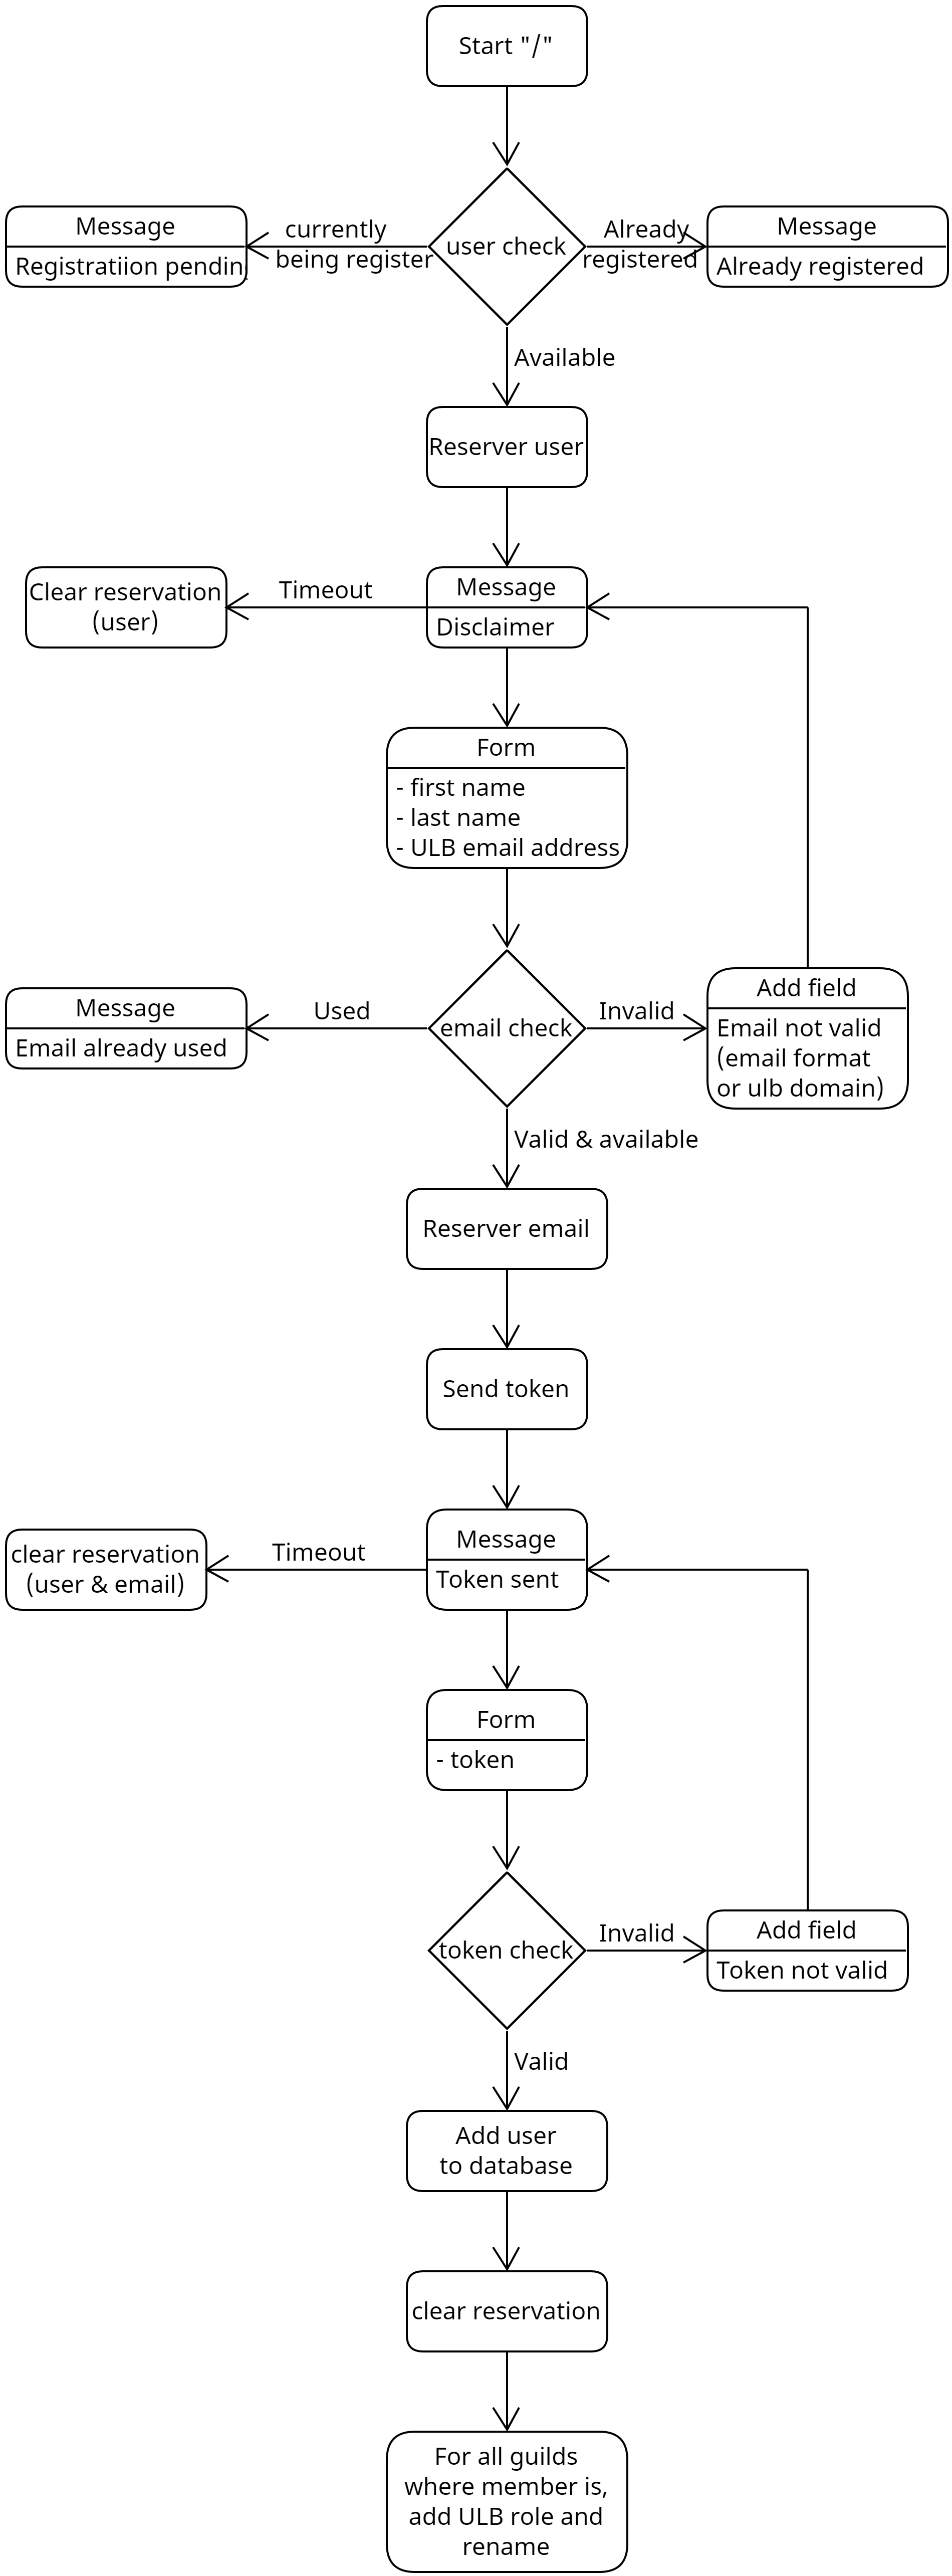 Start "/"
Message
Registratiion pendin
currently
being register
user check
Already
registered
Message
Already registered
Available
Reserver user
Clear reservation
(user)
Timeout
Message
Disclaimer
Form
- first name
- last name
- ULB email address
Message
Email already used
Used
email check
Invalid
Add field
Email not valid
(email format
or ulb domain)
Valid & available
Reserver email
Send token
clear reservation
(user & email)
Timeout
Message
Token sent
Form
- token
token check
Invalid
Add field
Token not valid
Valid
Add user
to database
clear reservation
For all guilds
where member is,
add ULB role and
rename